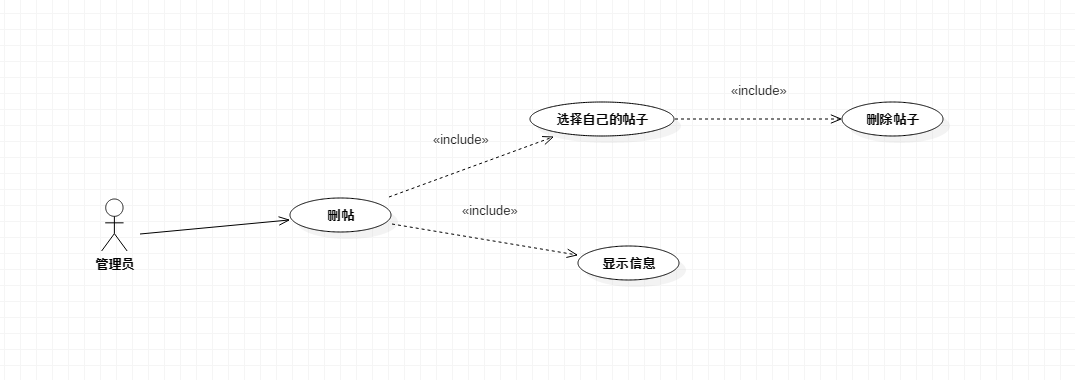 «include»
选择自己的帖子
删除帖子
«include»
删帖
«include»
管理员
显示信息